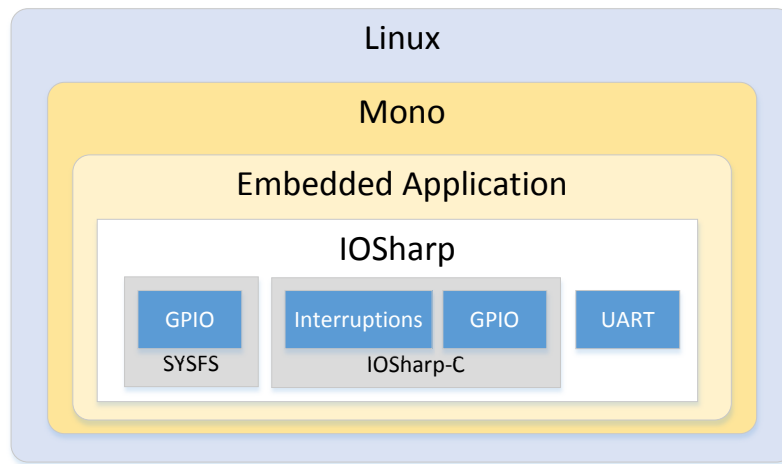 Linux
Mono
Embedded Application
IOSharp
GPIO
SYSFS
Interruptions
GPIO
IOSharp-C
UART